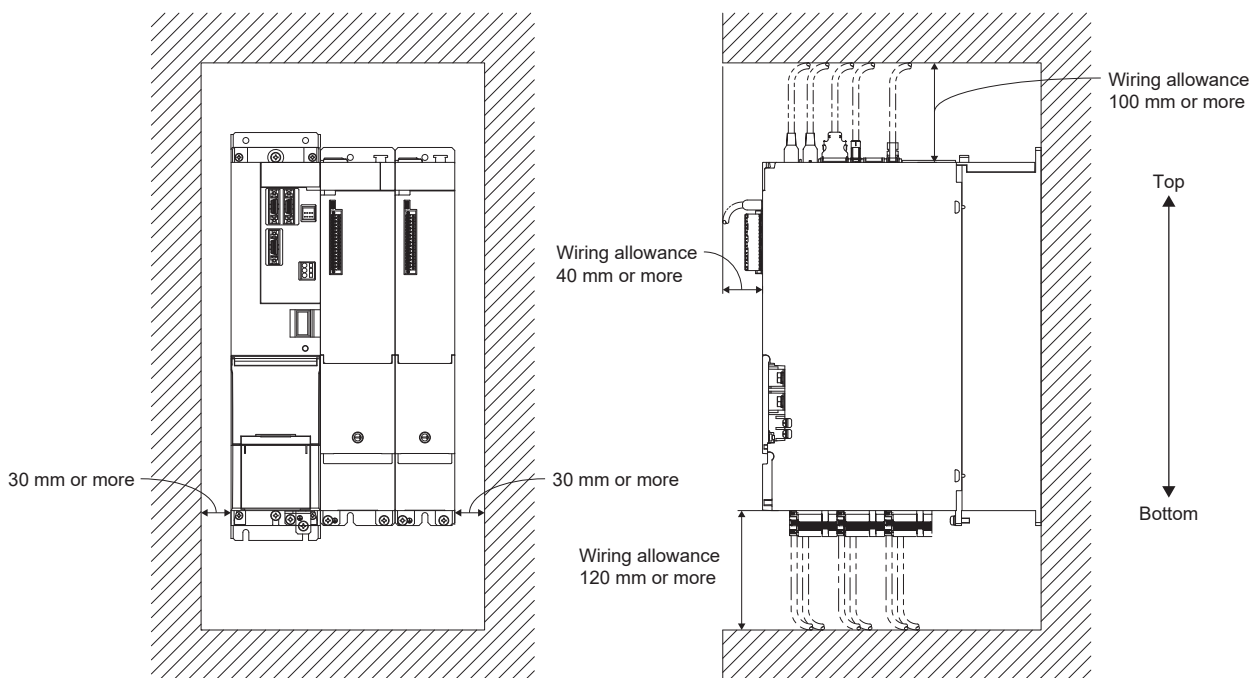 Wiring allowance
100 mm or more
Top
Wiring allowance
40 mm or more
30 mm or more
30 mm or more
Bottom
Wiring allowance
120 mm or more